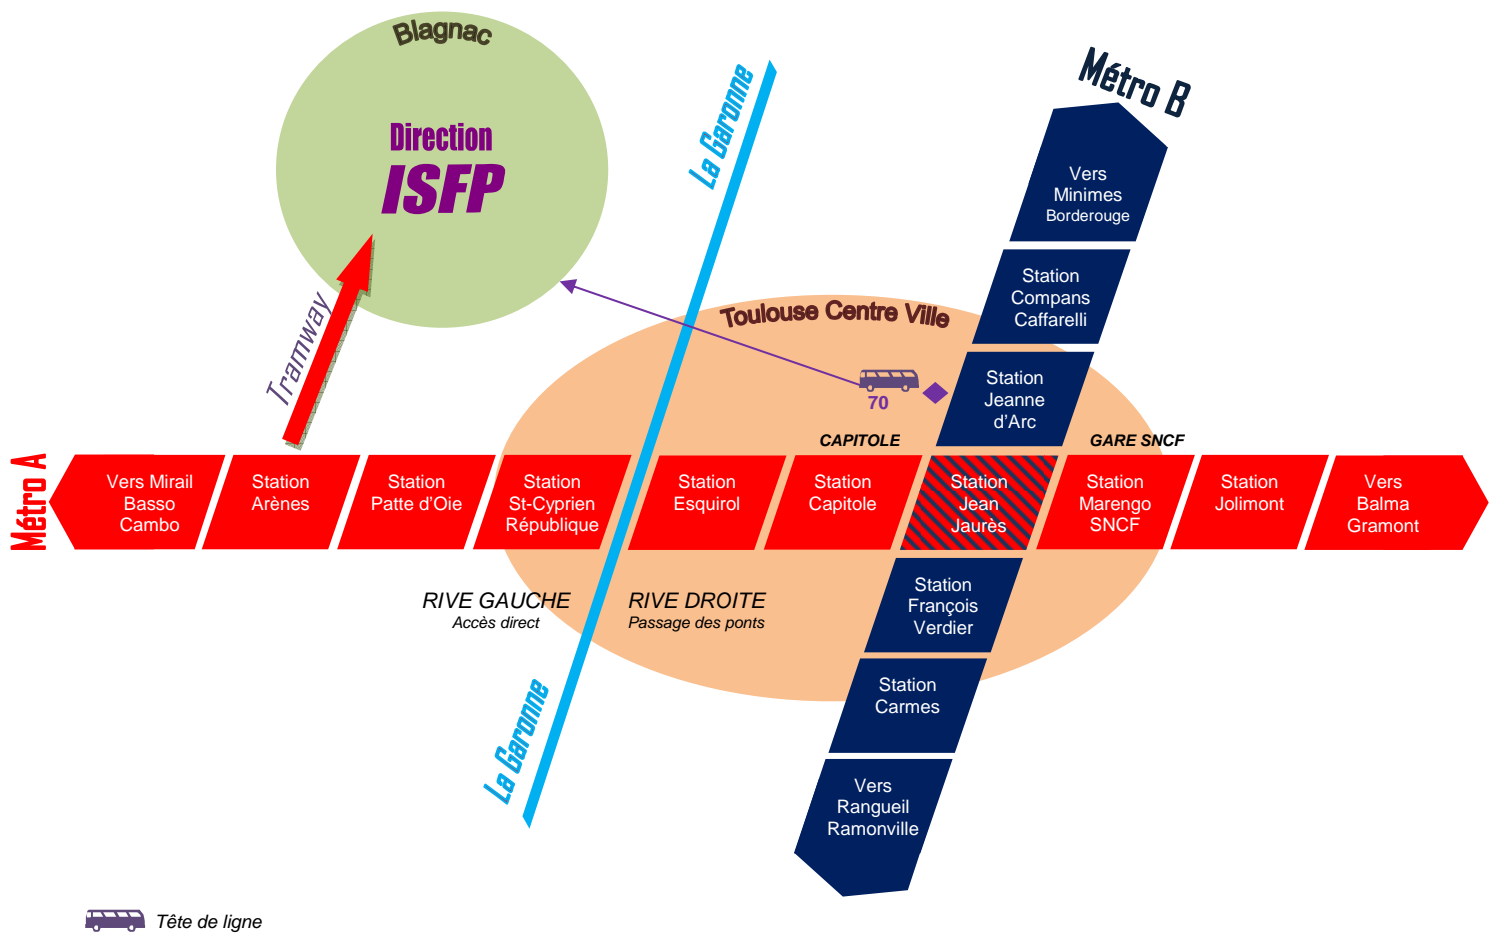 Blagnac
Direction
ISFP
La Garonne
Métro B
Vers
Minimes
Borderouge
Station
Compans
Caffarelli
Toulouse Centre Ville
Tramway
70
Station
Jeanne
d'Arc
CAPITOLE
GARE SNCF
Métro A
Vers Mirail
Basso
Cambo
Station
Arènes
Station
Patte d'Oie
Station
St-Cyprien
République
Station
Esquirol
Station
Capitole
Station
Jean
Jaurès
Station
Marengo
SNCF
Station
Jolimont
Vers
Balma
Gramont
RIVE GAUCHE
Accès direct
RIVE DROITE
Passage des ponts
Station
François
Verdier
Station
Carmes
La Garonne
Vers
Rangueil
Ramonville
Tête de ligne